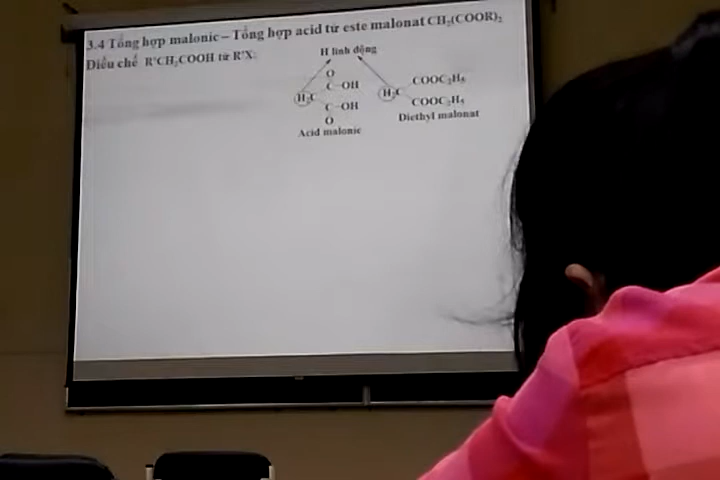 3.4 Tổng hợp malonic – Tổng hợp acid từ este malonat CH₂(COOR)₂
Điều chế R'CH₂COOH từ R'X:
H linh động
O
C–OH
H₂C
C–OH
O
Acid malonic
COOC₂H₅
H₂C
COOC₂H₅
Diethyl malonat